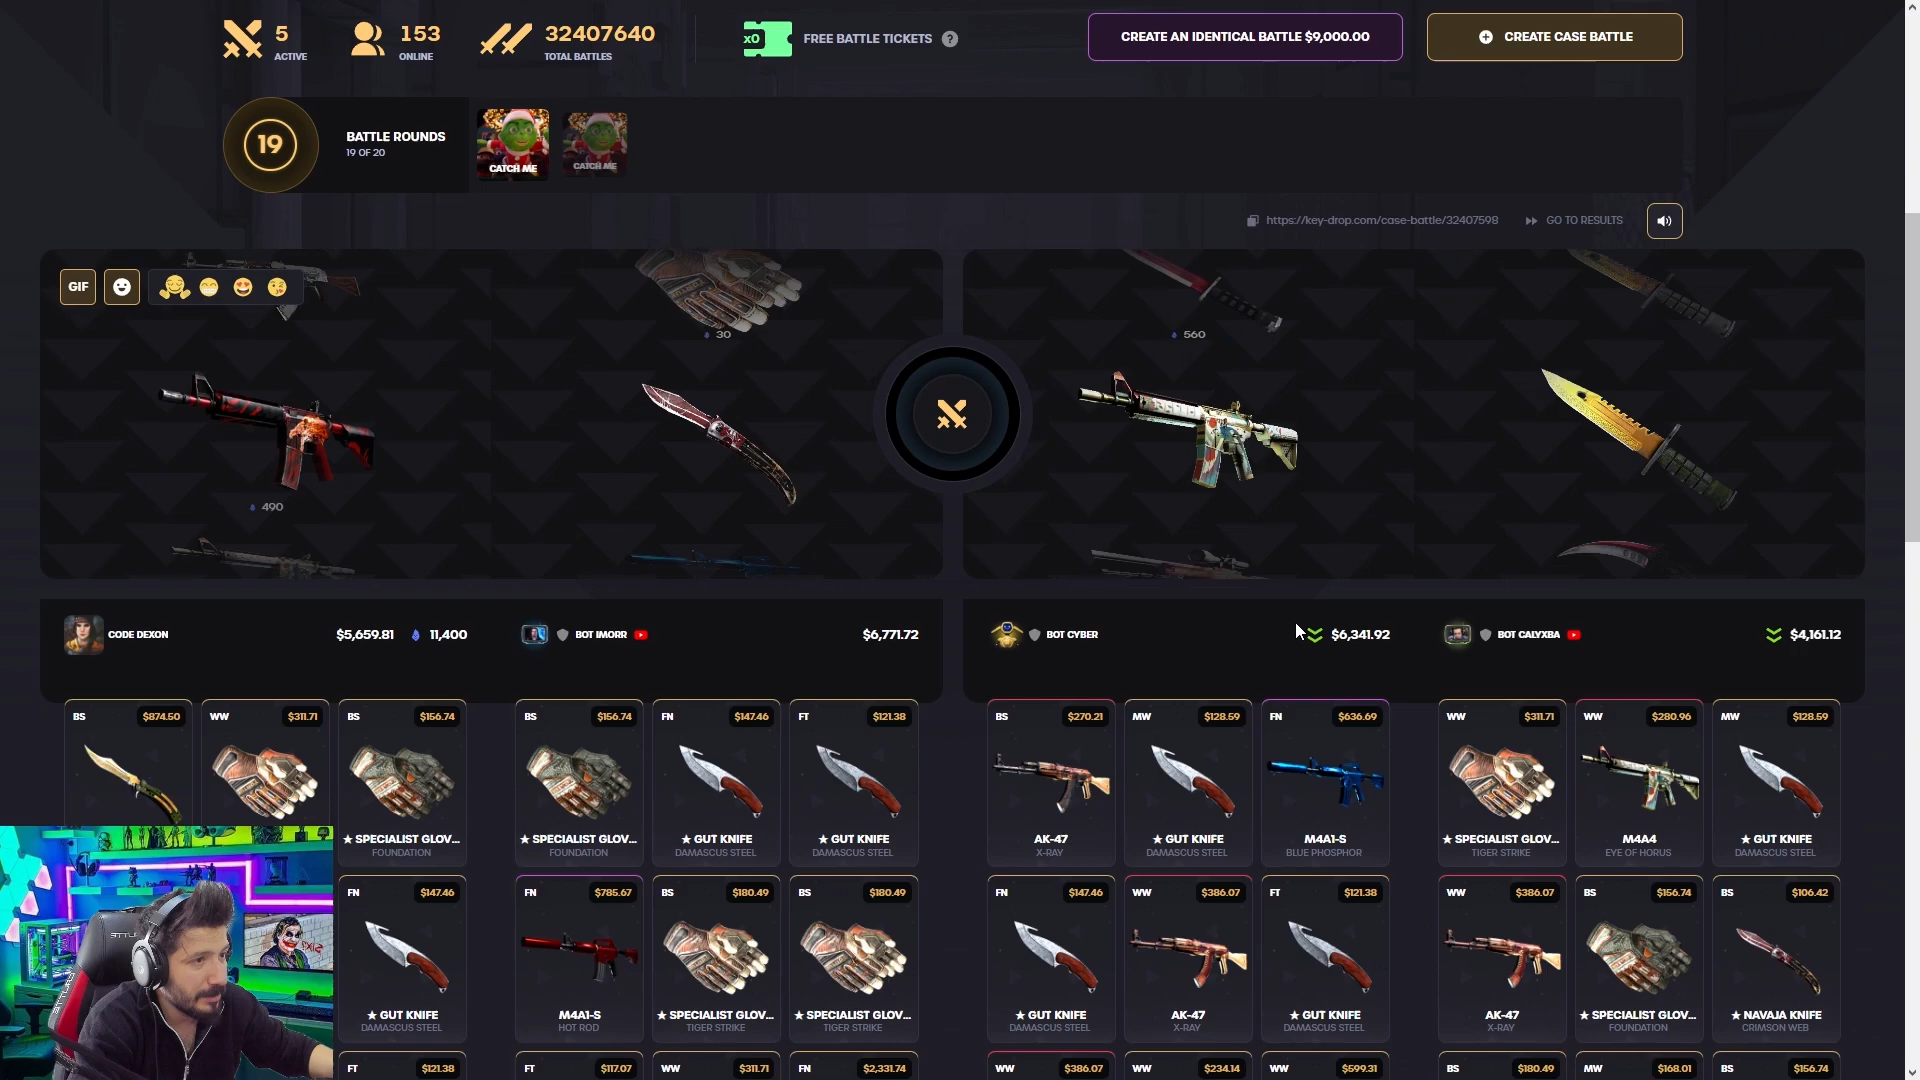 5
ACTIVE
153
ONLINE
32407640
TOTAL BATTLES
x0
FREE BATTLE TICKETS ?
CREATE AN IDENTICAL BATTLE $9,000.00
CREATE CASE BATTLE
19
BATTLE ROUNDS
19 OF 20
CATCH ME
CATCH ME
https://key-drop.com/case-battle/32407598
GO TO RESULTS
GIF
30
560
490
CODE DEXON
$5,659.81
11,400
BOT IMORR
$6,771.72
BOT CYBER
$6,341.92
BOT CALYXBA
$4,161.12
BS $874.50
WW $311.71
BS $156.74
BS $156.74
FN $147.46
FT $121.38
BS $270.21
MW $128.59
FN $636.69
WW $311.71
WW $280.96
MW $128.59
★ SPECIALIST GLOV...
FOUNDATION
★ SPECIALIST GLOV...
FOUNDATION
★ GUT KNIFE
DAMASCUS STEEL
★ GUT KNIFE
DAMASCUS STEEL
AK-47
X-RAY
★ GUT KNIFE
DAMASCUS STEEL
M4A1-S
BLUE PHOSPHOR
★ SPECIALIST GLOV...
TIGER STRIKE
M4A4
EYE OF HORUS
★ GUT KNIFE
DAMASCUS STEEL
FN $147.46
FN $785.67
BS $180.49
BS $180.49
FN $147.46
WW $386.07
FT $121.38
WW $386.07
BS $156.74
BS $106.42
★ GUT KNIFE
DAMASCUS STEEL
M4A1-S
HOT ROD
★ SPECIALIST GLOV...
TIGER STRIKE
★ SPECIALIST GLOV...
TIGER STRIKE
★ GUT KNIFE
DAMASCUS STEEL
AK-47
X-RAY
★ GUT KNIFE
DAMASCUS STEEL
AK-47
X-RAY
★ SPECIALIST GLOV...
FOUNDATION
★ NAVAJA KNIFE
CRIMSON WEB
FT $121.38
FT $117.07
WW $311.71
FN $2,331.74
WW $386.07
WW $234.14
WW $599.31
BS $180.49
MW $168.01
BS $156.74